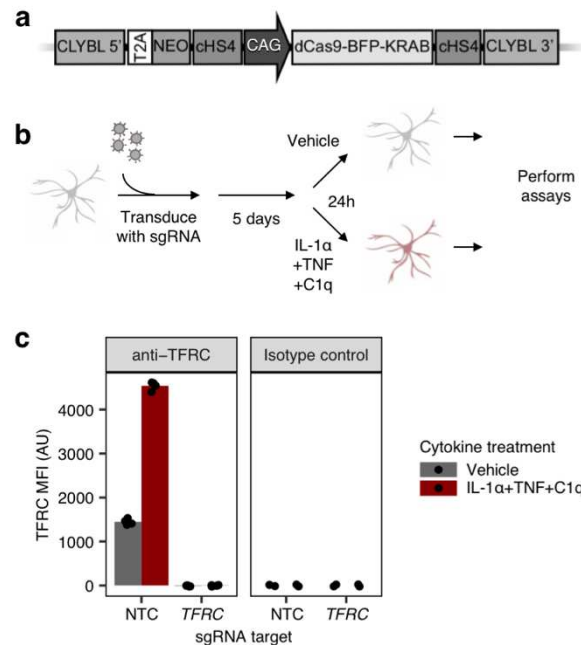 a
CLYBL 5' T2A NEO cHS4 CAG dCas9-BFP-KRAB cHS4 CLYBL 3'
b
Vehicle
Transduce
with sgRNA
5 days
24h
IL-1α
+TNF
+C1q
Perform
assays
c
anti−TFRC Isotype control
TFRC MFI (AU)
4000
3000
2000
1000
0
NTC TFRC NTC TFRC
sgRNA target
Cytokine treatment
Vehicle
IL-1α+TNF+C1q